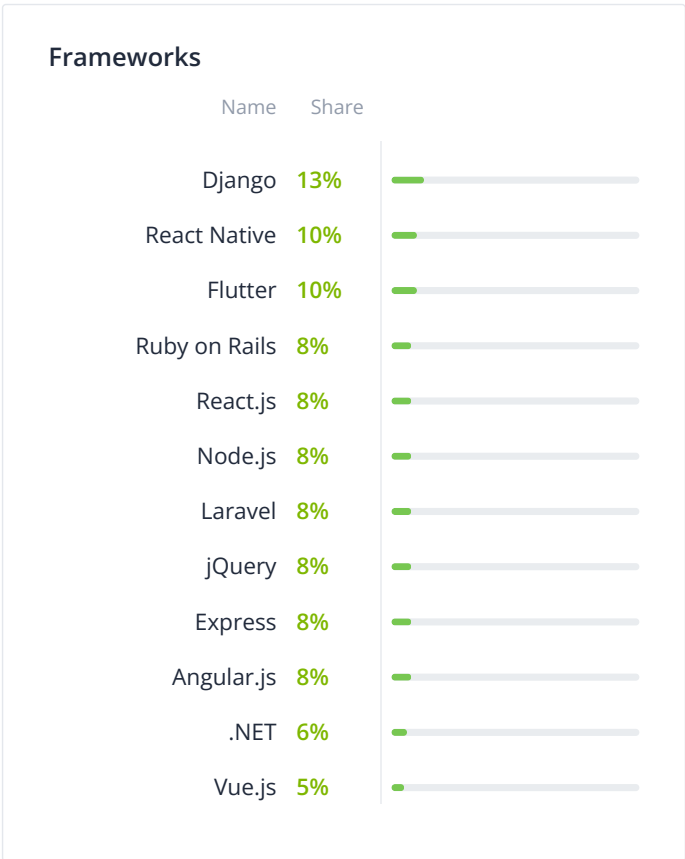 Frameworks
Name Share
Django 13%
React Native 10%
Flutter 10%
Ruby on Rails 8%
React.js 8%
Node.js 8%
Laravel 8%
jQuery 8%
Express 8%
Angular.js 8%
.NET 6%
Vue.js 5%